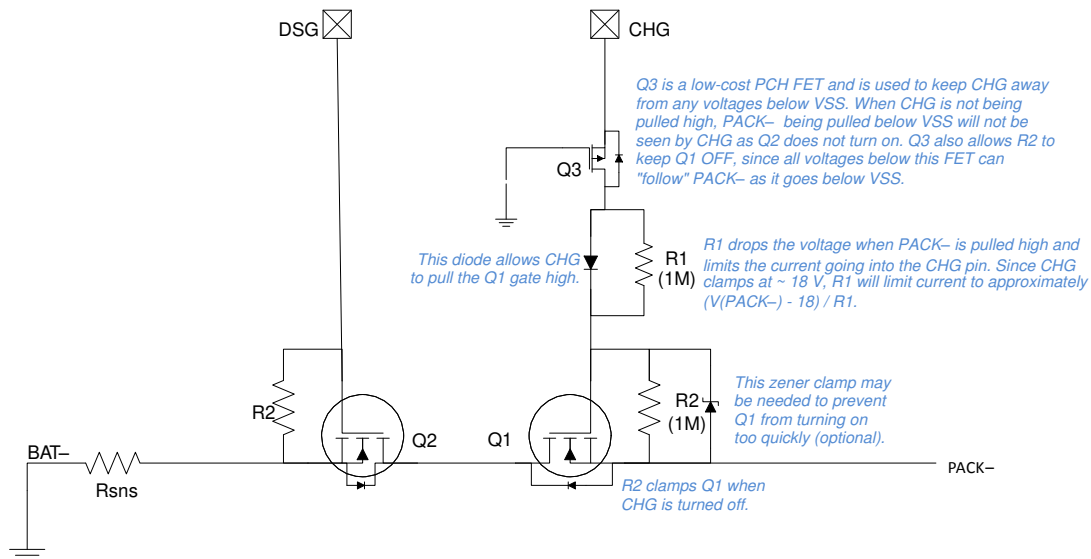 DSG
CHG
Q3 is a low-cost PCH FET and is used to keep CHG away
from any voltages below VSS. When CHG is not being
pulled high, PACK– being pulled below VSS will not be
seen by CHG as Q2 does not turn on. Q3 also allows R2 to
keep Q1 OFF, since all voltages below this FET can
"follow" PACK– as it goes below VSS.
Q3
This diode allows CHG
to pull the Q1 gate high.
R1
(1M)
R1 drops the voltage when PACK– is pulled high and
limits the current going into the CHG pin. Since CHG
clamps at ~ 18 V, R1 will limit current to approximately
(V(PACK–) - 18) / R1.
R2
Q2
Q1
R2
(1M)
This zener clamp may
be needed to prevent
Q1 from turning on
too quickly (optional).
BAT–
Rsns
PACK–
R2 clamps Q1 when
CHG is turned off.